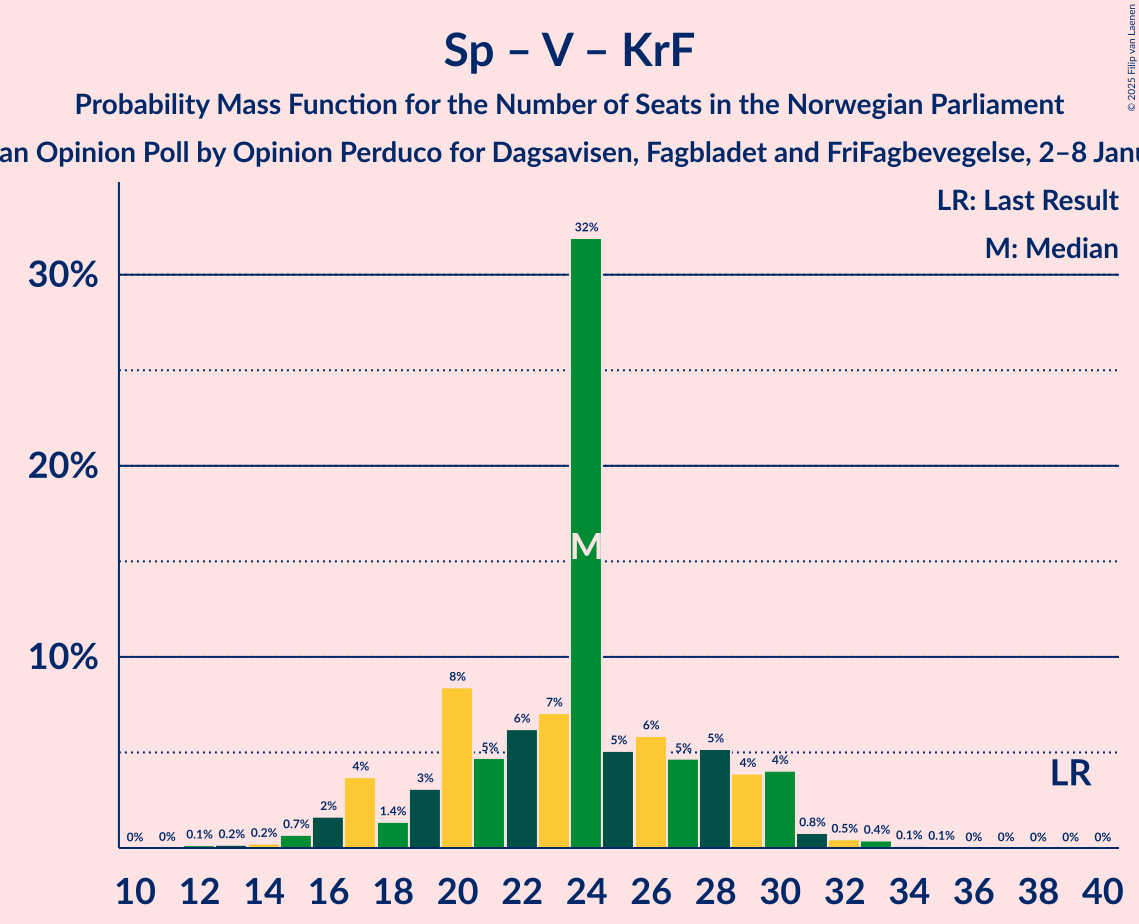 Sp – V – KrF
Probability Mass Function for the Number of Seats in the Norwegian Parliament
an Opinion Poll by Opinion Perduco for Dagsavisen, Fagbladet and FriFagbevegelse, 2–8 Janu
© 2025 Filip van Laenen
LR: Last Result
M: Median
30%
20%
10%
0% 0% 0.1% 0.2% 0.2% 0.7% 2% 4% 1.4% 3% 8% 5% 6% 7% 32% 5% 6% 5% 5% 4% 4% 0.8% 0.5% 0.4% 0.1% 0.1% 0% 0% 0% 0% 0%
M
LR
10 12 14 16 18 20 22 24 26 28 30 32 34 36 38 40